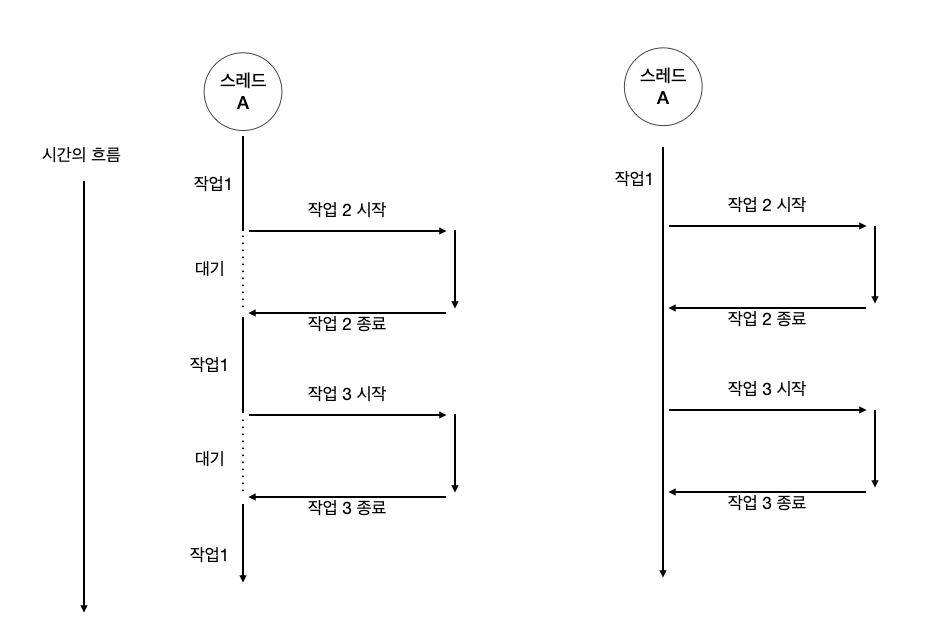 시간의 흐름
스레드
A
작업1
작업 2 시작
대기
작업 2 종료
작업1
작업 3 시작
대기
작업 3 종료
작업1
스레드
A
작업1
작업 2 시작
작업 2 종료
작업 3 시작
작업 3 종료